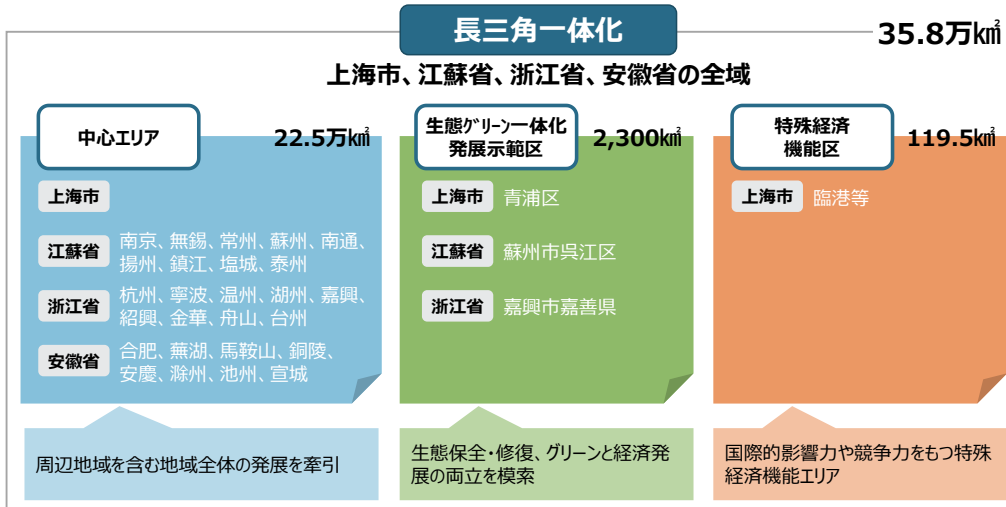 長三角一体化
35.8万㎢
上海市、江蘇省、浙江省、安徽省の全域
中心エリア
22.5万㎢
上海市
江蘇省
南京、無錫、常州、蘇州、南通、
揚州、鎮江、塩城、泰州
浙江省
杭州、寧波、温州、湖州、嘉興、
紹興、金華、舟山、台州
安徽省
合肥、蕪湖、馬鞍山、銅陵、
安慶、滁州、池州、宣城
周辺地域を含む地域全体の発展を牽引
生態グリーン一体化
発展示範区
2,300㎢
上海市
青浦区
江蘇省
蘇州市呉江区
浙江省
嘉興市嘉善県
生態保全・修復、グリーンと経済発
展の両立を模索
特殊経済
機能区
119.5㎢
上海市
臨港等
国際的影響力や競争力をもつ特殊
経済機能エリア